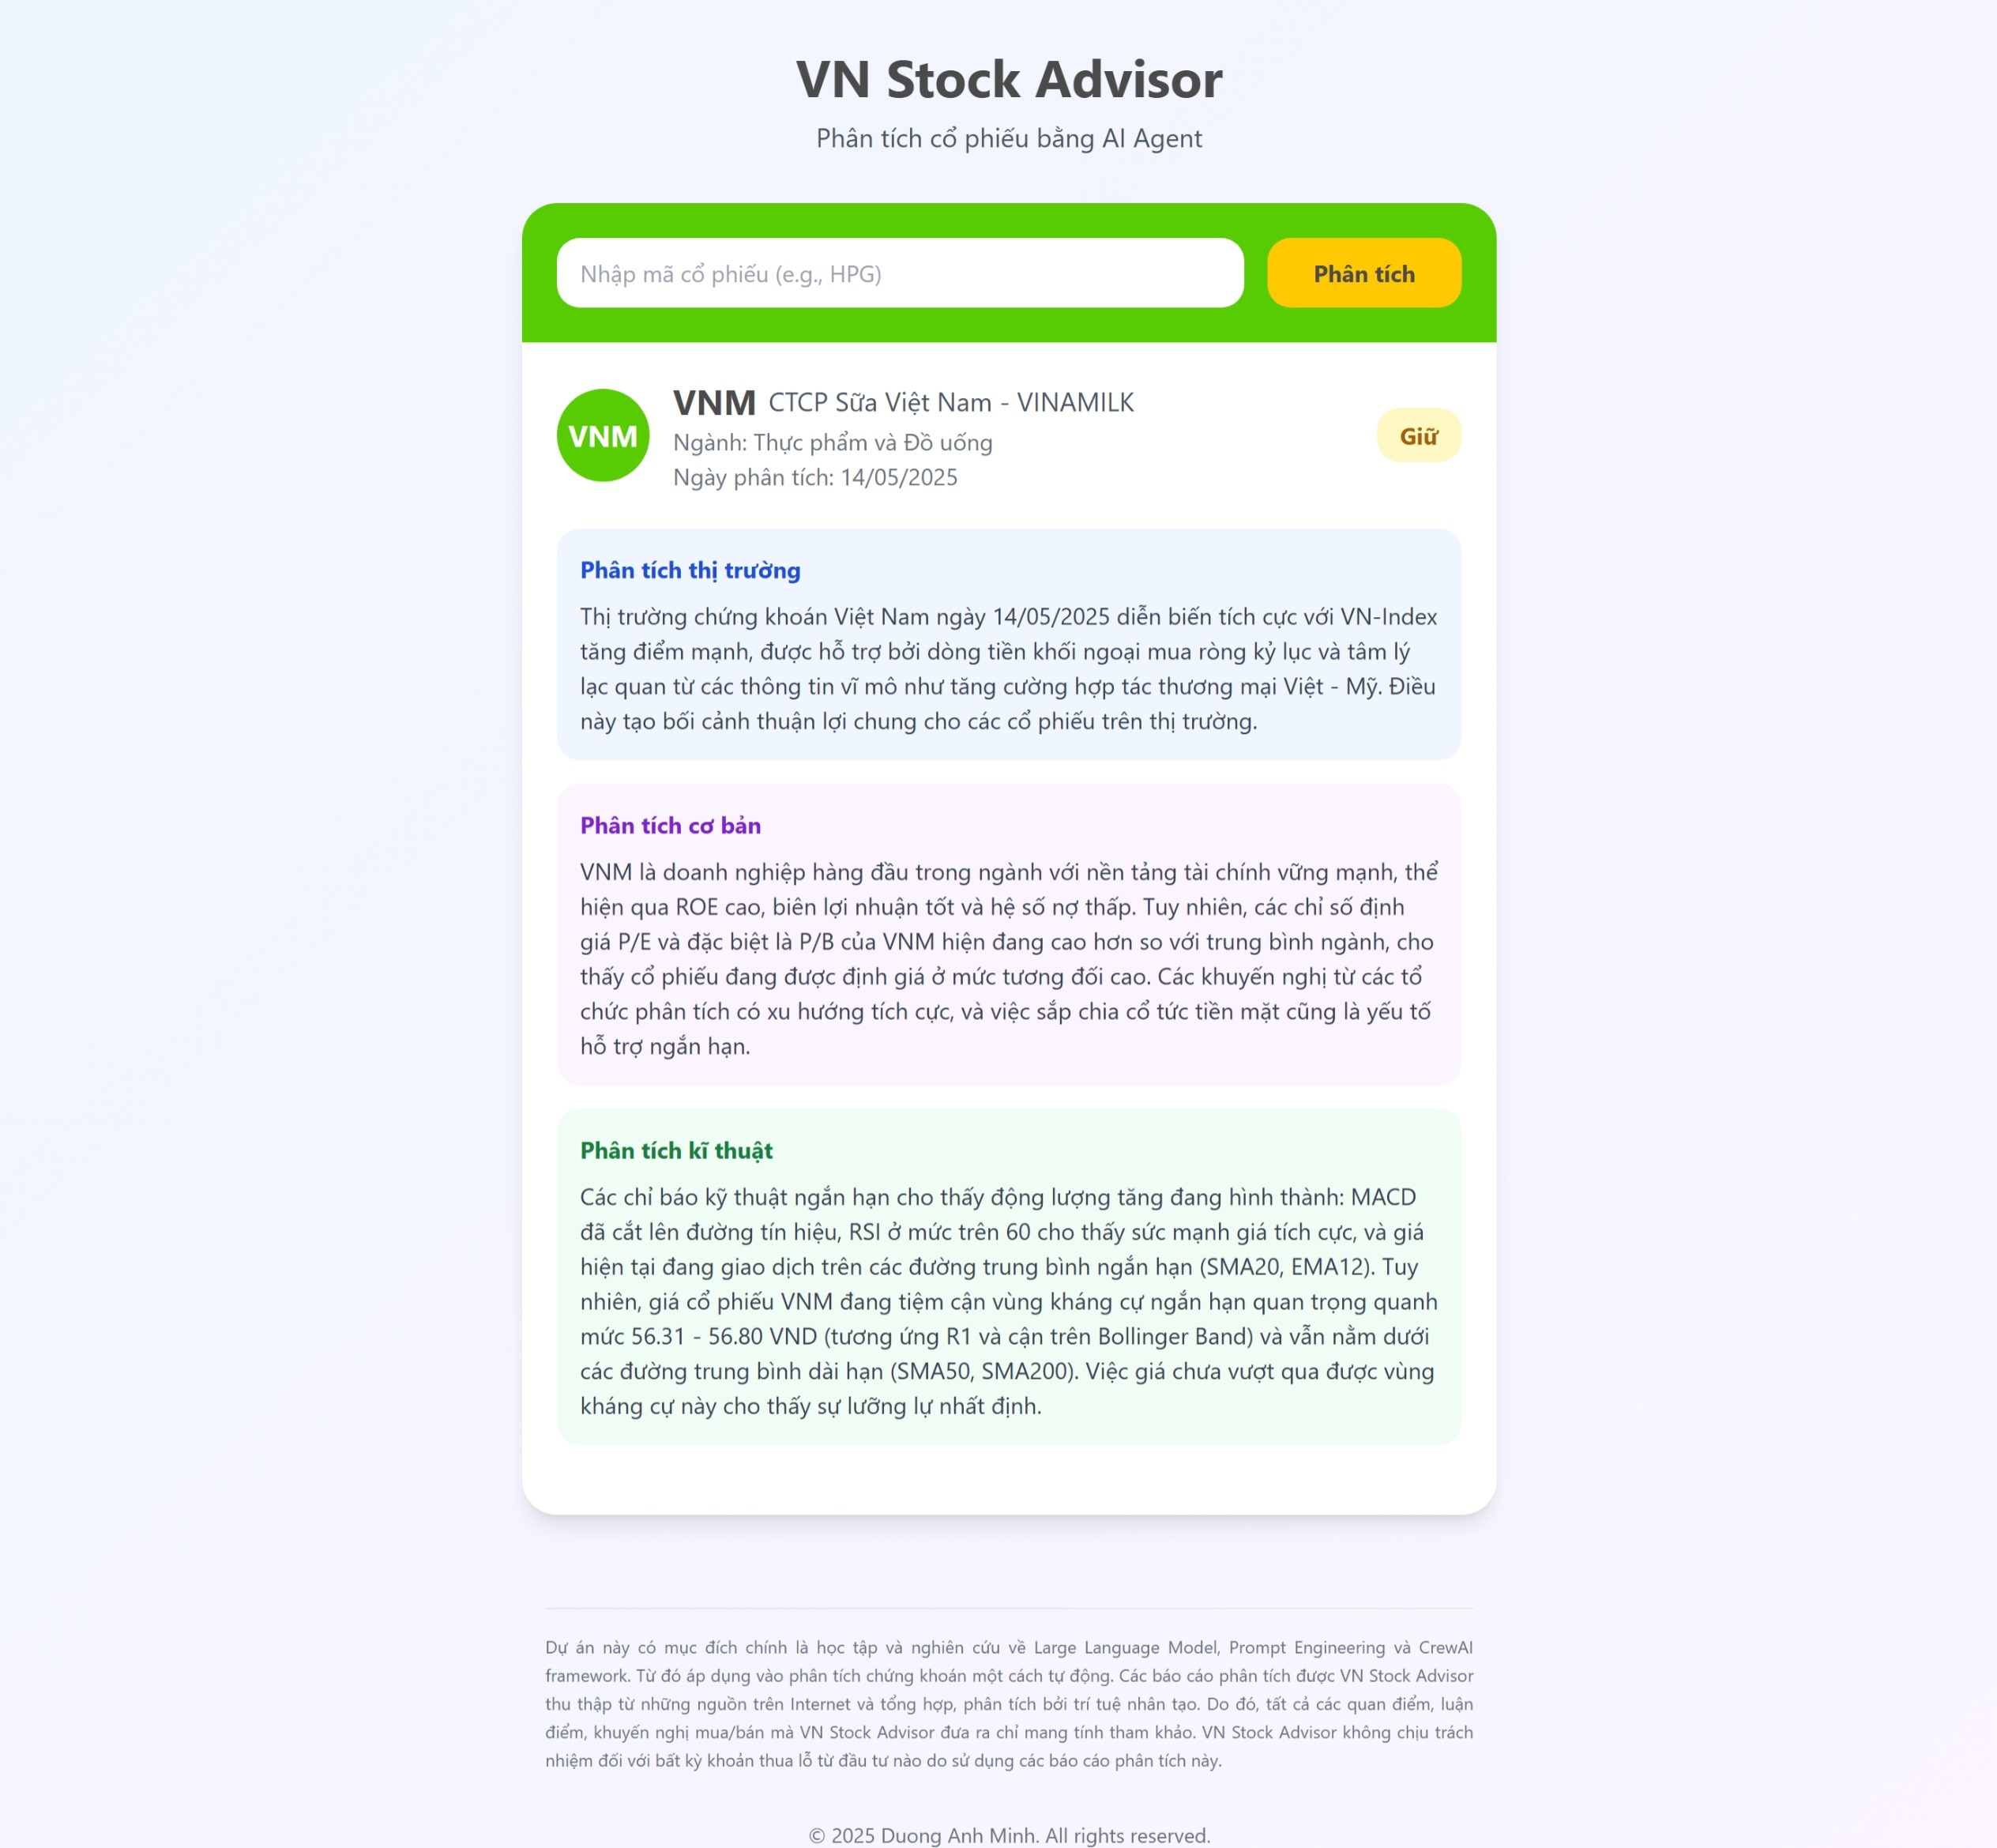 VN Stock Advisor
Phân tích cổ phiếu bằng AI Agent
Nhập mã cổ phiếu (e.g., HPG)
Phân tích
VNM
VNM CTCP Sữa Việt Nam - VINAMILK
Ngành: Thực phẩm và Đồ uống
Ngày phân tích: 14/05/2025
Giữ
Phân tích thị trường
Thị trường chứng khoán Việt Nam ngày 14/05/2025 diễn biến tích cực với VN-Index
tăng điểm mạnh, được hỗ trợ bởi dòng tiền khối ngoại mua ròng kỷ lục và tâm lý
lạc quan từ các thông tin vĩ mô như tăng cường hợp tác thương mại Việt - Mỹ. Điều
này tạo bối cảnh thuận lợi chung cho các cổ phiếu trên thị trường.
Phân tích cơ bản
VNM là doanh nghiệp hàng đầu trong ngành với nền tảng tài chính vững mạnh, thể
hiện qua ROE cao, biên lợi nhuận tốt và hệ số nợ thấp. Tuy nhiên, các chỉ số định
giá P/E và đặc biệt là P/B của VNM hiện đang cao hơn so với trung bình ngành, cho
thấy cổ phiếu đang được định giá ở mức tương đối cao. Các khuyến nghị từ các tổ
chức phân tích có xu hướng tích cực, và việc sắp chia cổ tức tiền mặt cũng là yếu tố
hỗ trợ ngắn hạn.
Phân tích kĩ thuật
Các chỉ báo kỹ thuật ngắn hạn cho thấy động lượng tăng đang hình thành: MACD
đã cắt lên đường tín hiệu, RSI ở mức trên 60 cho thấy sức mạnh giá tích cực, và giá
hiện tại đang giao dịch trên các đường trung bình ngắn hạn (SMA20, EMA12). Tuy
nhiên, giá cổ phiếu VNM đang tiệm cận vùng kháng cự ngắn hạn quan trọng quanh
mức 56.31 - 56.80 VND (tương ứng R1 và cận trên Bollinger Band) và vẫn nằm dưới
các đường trung bình dài hạn (SMA50, SMA200). Việc giá chưa vượt qua được vùng
kháng cự này cho thấy sự lưỡng lự nhất định.
Dự án này có mục đích chính là học tập và nghiên cứu về Large Language Model, Prompt Engineering và CrewAI
framework. Từ đó áp dụng vào phân tích chứng khoán một cách tự động. Các báo cáo phân tích được VN Stock Advisor
thu thập từ những nguồn trên Internet và tổng hợp, phân tích bởi trí tuệ nhân tạo. Do đó, tất cả các quan điểm, luận
điểm, khuyến nghị mua/bán mà VN Stock Advisor đưa ra chỉ mang tính tham khảo. VN Stock Advisor không chịu trách
nhiệm đối với bất kỳ khoản thua lỗ từ đầu tư nào do sử dụng các báo cáo phân tích này.
© 2025 Duong Anh Minh. All rights reserved.